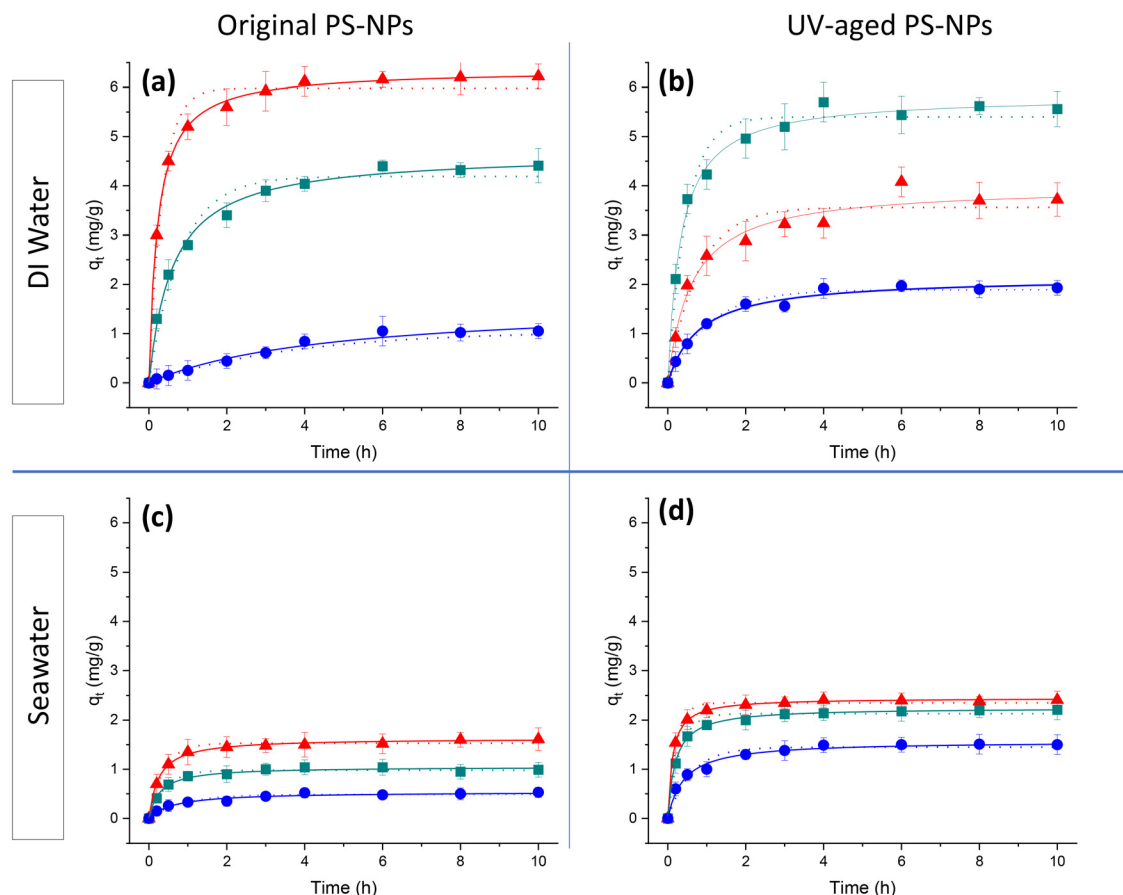 Original PS-NPs
UV-aged PS-NPs
DI Water
(a)
6
5
4
3
2
1
0
qt (mg/g)
0 2 4 6 8 10
Time (h)
(b)
6
5
4
3
2
1
0
qt (mg/g)
0 2 4 6 8 10
Time (h)
Seawater
(c)
6
5
4
3
2
1
0
qt (mg/g)
0 2 4 6 8 10
Time (h)
(d)
6
5
4
3
2
1
0
qt (mg/g)
0 2 4 6 8 10
Time (h)